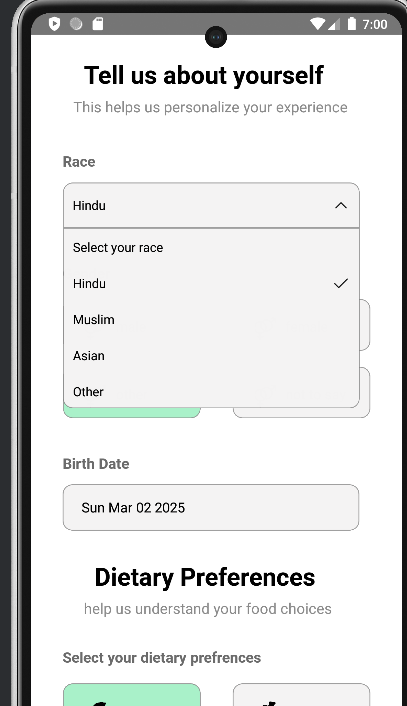 7:00
Tell us about yourself
This helps us personalize your experience
Race
Hindu
Select your race
Hindu
Muslim
Asian
Other
Birth Date
Sun Mar 02 2025
Dietary Preferences
help us understand your food choices
Select your dietary prefrences